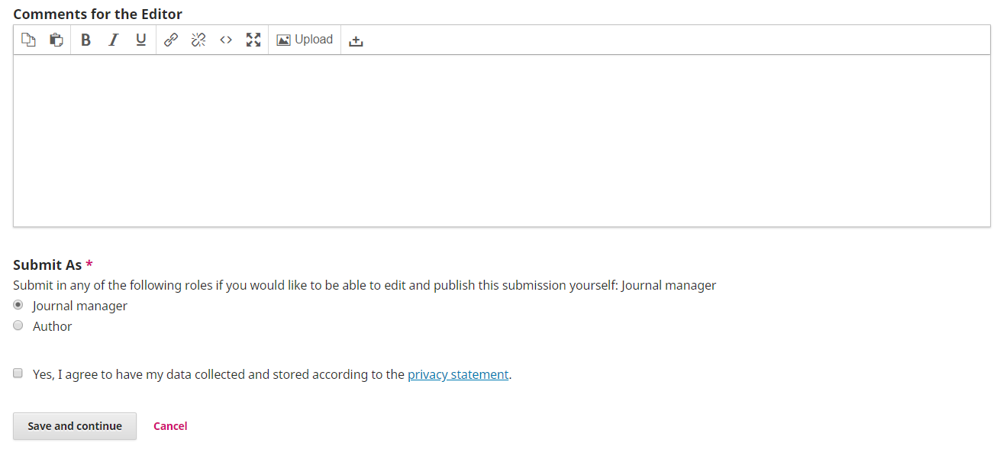 Comments for the Editor
B I U <> Upload
Submit As *
Submit in any of the following roles if you would like to be able to edit and publish this submission yourself: Journal manager
Journal manager
Author
Yes, I agree to have my data collected and stored according to the privacy statement.
Save and continue Cancel